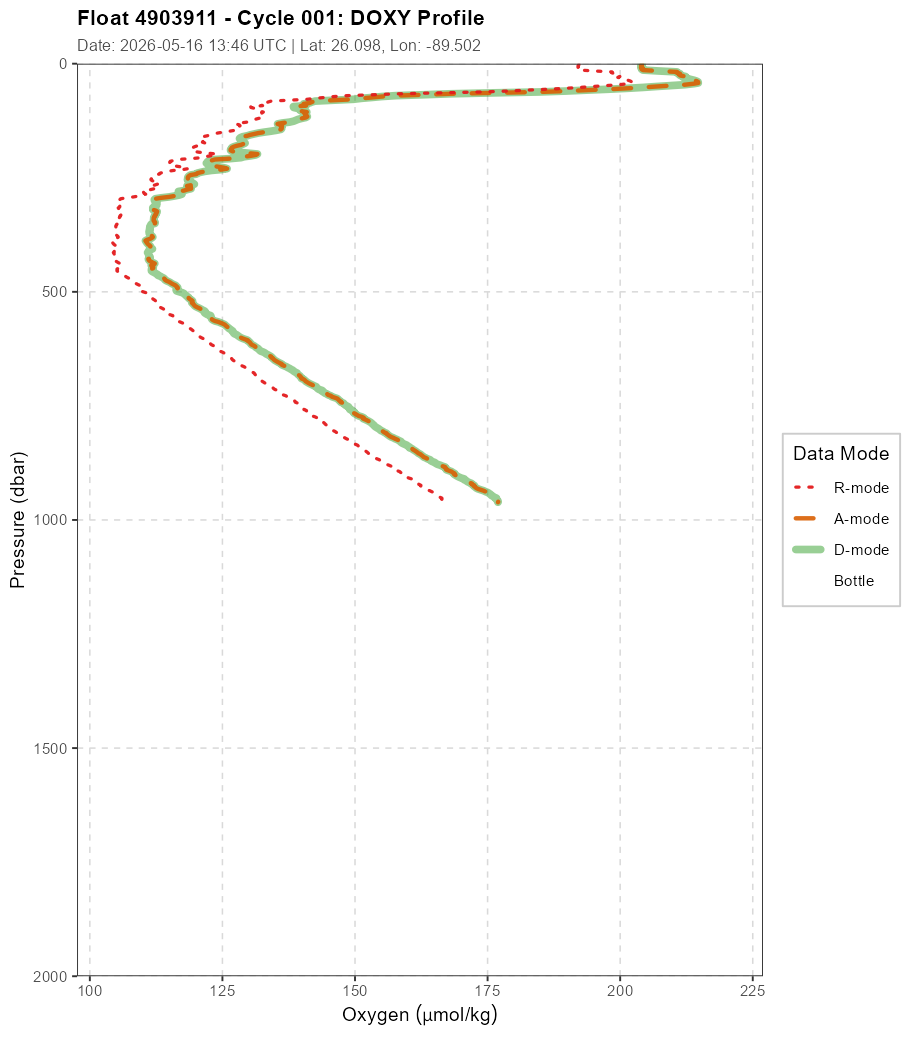 Float 4903911 - Cycle 001: DOXY Profile
Date: 2026-05-16 13:46 UTC | Lat: 26.098, Lon: -89.502
0
500
1000
1500
2000
Pressure (dbar)
100 125 150 175 200 225
Oxygen (µmol/kg)
Data Mode
R-mode
A-mode
D-mode
Bottle